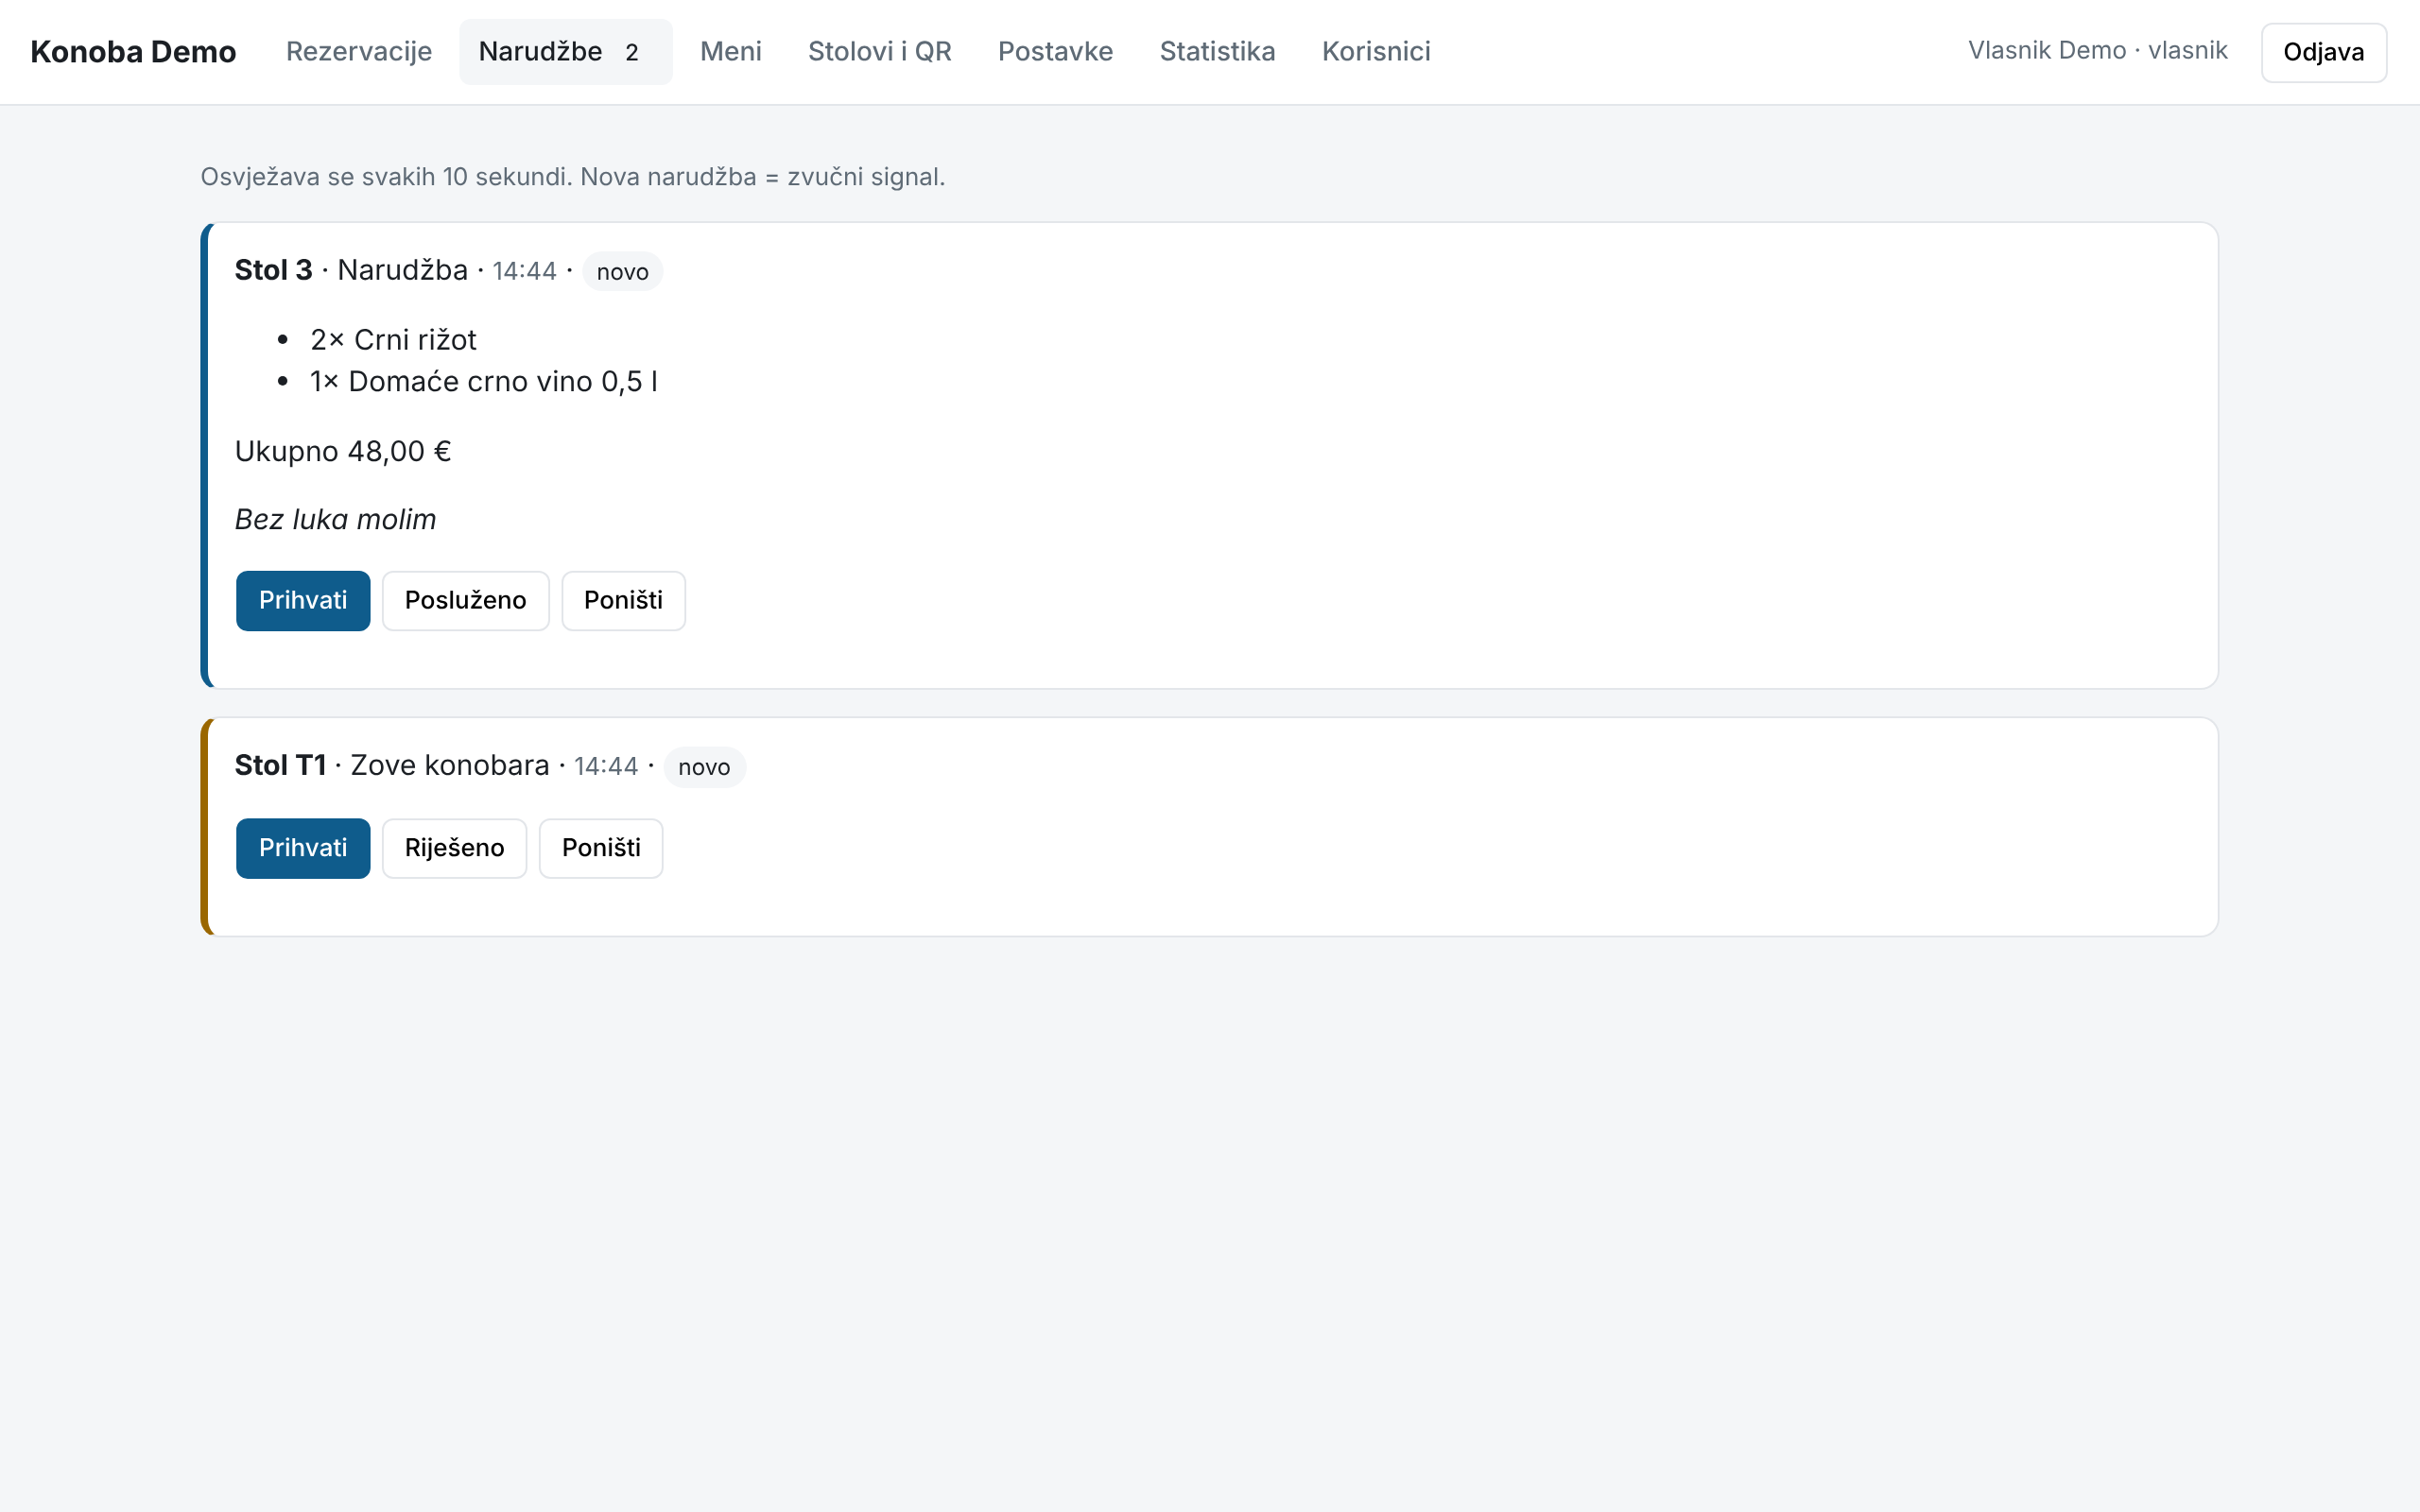 Konoba Demo Rezervacije Narudžbe 2 Meni Stolovi i QR Postavke Statistika Korisnici Vlasnik Demo · vlasnik Odjava
Osvježava se svakih 10 sekundi. Nova narudžba = zvučni signal.
Stol 3 · Narudžba · 14:44 · novo
• 2× Crni rižot
• 1× Domaće crno vino 0,5 l
Ukupno 48,00 €
Bez luka molim
Prihvati Posluženo Poništi
Stol T1 · Zove konobara · 14:44 · novo
Prihvati Riješeno Poništi